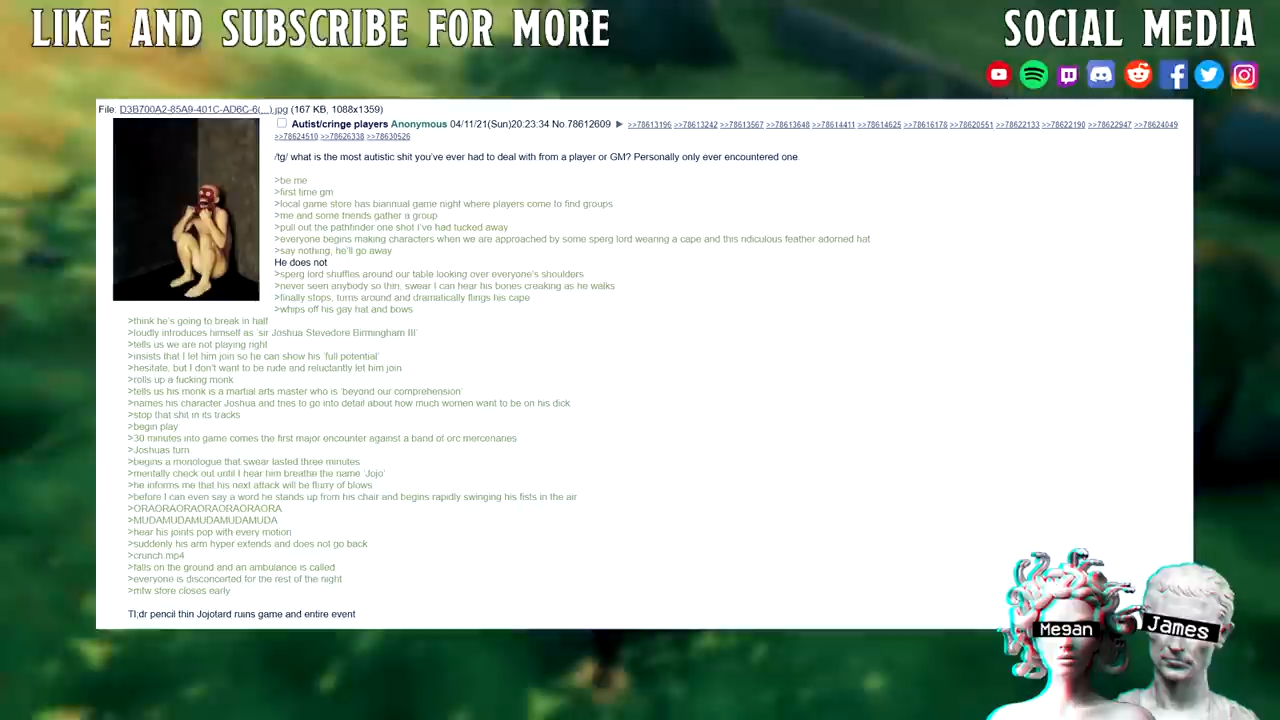 LIKE AND SUBSCRIBE FOR MORE
SOCIAL MEDIA
File: D3B700A2-85A9-401C-AD6C-6(...).jpg (167 KB, 1088x1359)
Autist/cringe players Anonymous 04/11/21(Sun)20:23:34 No.78612609 ▶ >>78613196 >>78613242 >>78613567 >>78613648 >>78614411 >>78614625 >>78616178 >>78620551 >>78622133 >>78622190 >>78622947 >>78624049
>>78624510 >>78626338 >>78630526
/tg/ what is the most autistic shit you've ever had to deal with from a player or GM? Personally only ever encountered one.
>be me
>first time gm
>local game store has biannual game night where players come to find groups
>me and some friends gather a group
>pull out the pathfinder one shot I've had tucked away
>everyone begins making characters when we are approached by some sperg lord wearing a cape and this ridiculous feather adorned hat
>say nothing, he'll go away
He does not
>sperg lord shuffles around our table looking over everyone's shoulders
>never seen anybody so thin, swear I can hear his bones creaking as he walks
>finally stops, turns around and dramatically flings his cape
>whips off his gay hat and bows
>think he's going to break in half
>loudly introduces himself as 'sir Joshua Stevedore Birmingham III'
>tells us we are not playing right
>insists that I let him join so he can show his 'full potential'
>hesitate, but I don't want to be rude and reluctantly let him join
>rolls up a fucking monk
>tells us his monk is a martial arts master who is 'beyond our comprehension'
>names his character Joshua and tries to go into detail about how much women want to be on his dick
>stop that shit in its tracks
>begin play
>30 minutes into game comes the first major encounter against a band of orc mercenaries
>Joshuas turn
>begins a monologue that swear lasted three minutes
>mentally check out until I hear him breathe the name 'Jojo'
>he informs me that his next attack will be flurry of blows
>before I can even say a word he stands up from his chair and begins rapidly swinging his fists in the air
>ORAORAORAORAORAORAORA
>MUDAMUDAMUDAMUDAMUDA
>hear his joints pop with every motion
>suddenly his arm hyper extends and does not go back
>crunch.mp4
>falls on the ground and an ambulance is called
>everyone is disconcerted for the rest of the night
>mfw store closes early
Tl;dr pencil thin Jojotard ruins game and entire event
Megan
James